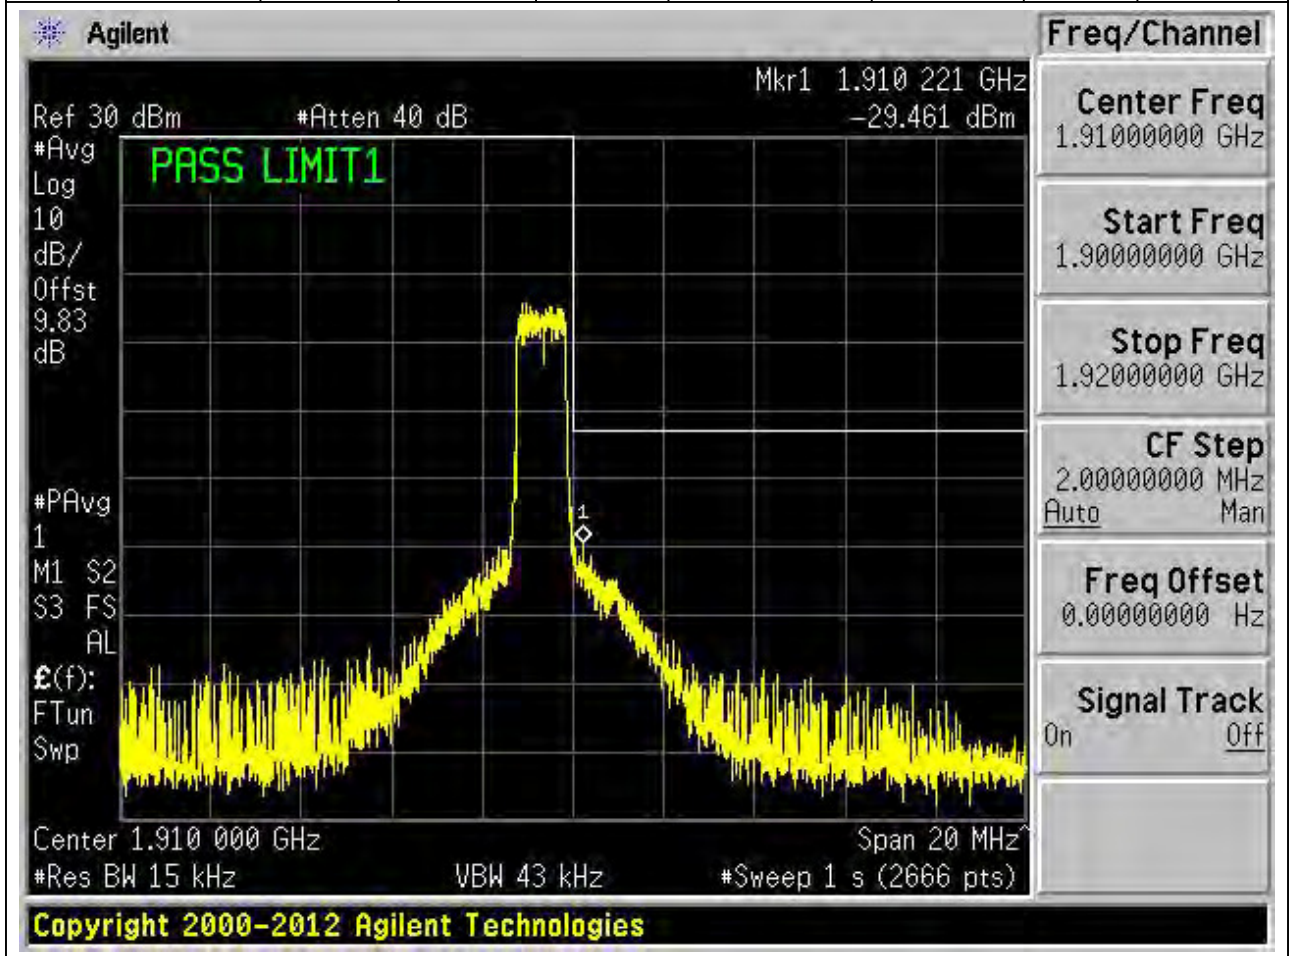 Agilent
Freq/Channel
Mkr1 1.910 221 GHz
Ref 30 dBm #Atten 40 dB -29.461 dBm
#Avg
Log
10
dB/
Offst
9.83
dB
PASS LIMIT1
#PAvg
1
M1 S2
S3 FS
AL
£(f):
FTun
Swp
1
Center 1.910 000 GHz Span 20 MHz^
#Res BW 15 kHz VBW 43 kHz #Sweep 1 s (2666 pts)
Center Freq
1.91000000 GHz
Start Freq
1.90000000 GHz
Stop Freq
1.92000000 GHz
CF Step
2.00000000 MHz
Auto Man
Freq Offset
0.00000000 Hz
Signal Track
On Off
Copyright 2000-2012 Agilent Technologies